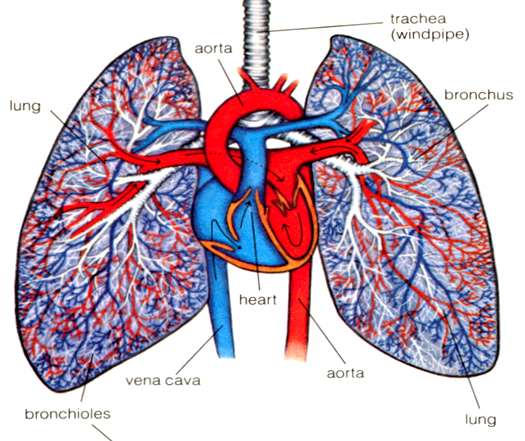 trachea
(windpipe)
aorta
bronchus
lung
heart
vena cava
aorta
bronchioles
lung